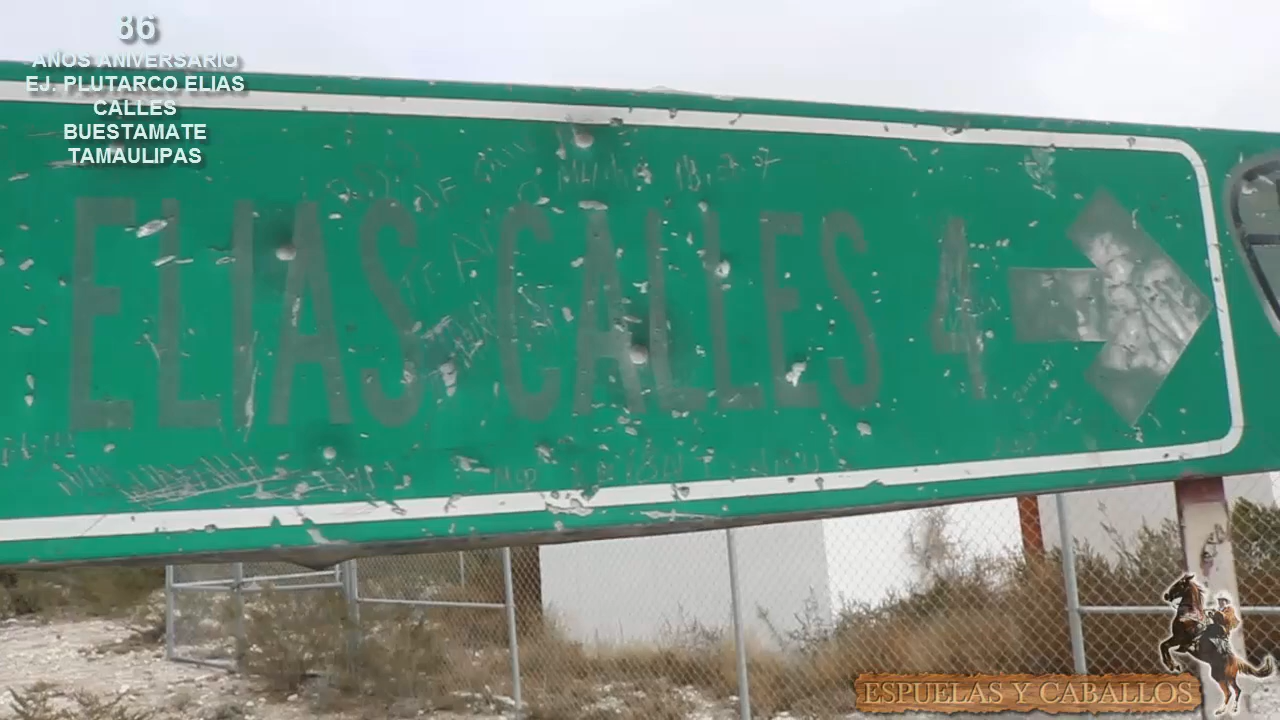 86
AÑOS ANIVERSARIO
EJ. PLUTARCO ELIAS
CALLES
BUESTAMATE
TAMAULIPAS
ELIAS CALLES 4
ESPUELAS Y CABALLOS